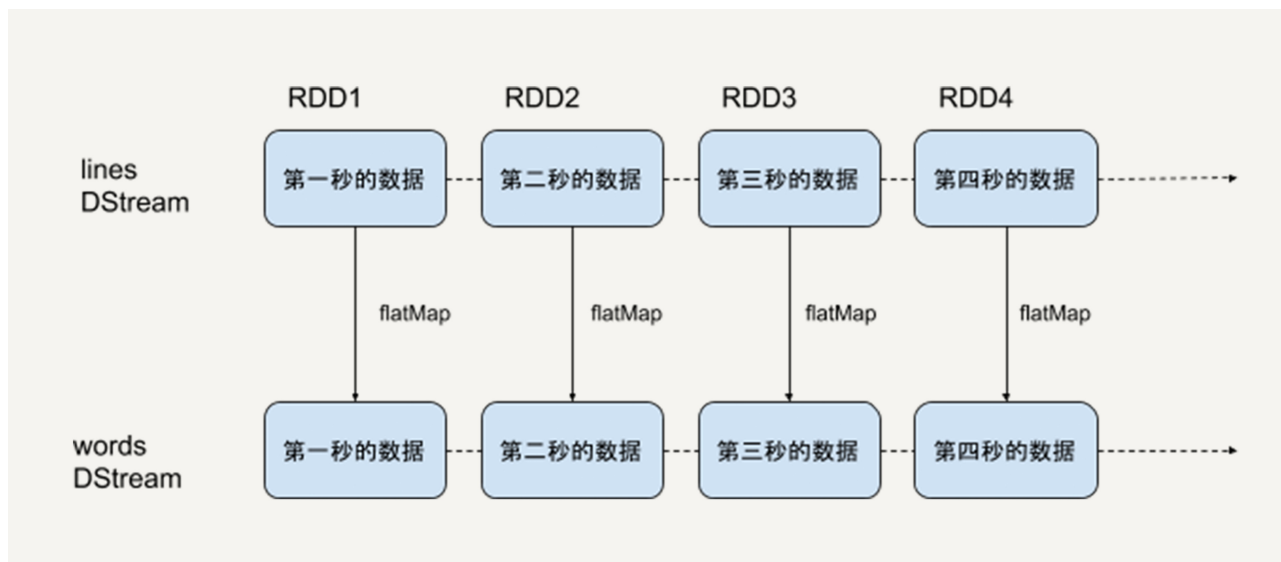 RDD1 RDD2 RDD3 RDD4
lines
DStream
第一秒的数据 第二秒的数据 第三秒的数据 第四秒的数据
flatMap flatMap flatMap flatMap
words
DStream
第一秒的数据 第二秒的数据 第三秒的数据 第四秒的数据